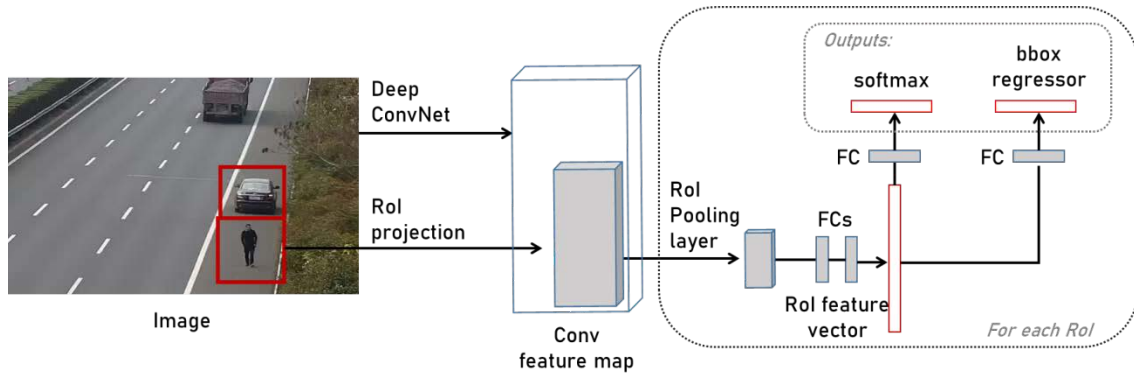 Image
Deep
ConvNet
RoI
projection
Conv
feature map
RoI
Pooling
layer
FCs
RoI feature
vector
FC
FC
Outputs:
softmax
bbox
regressor
For each RoI